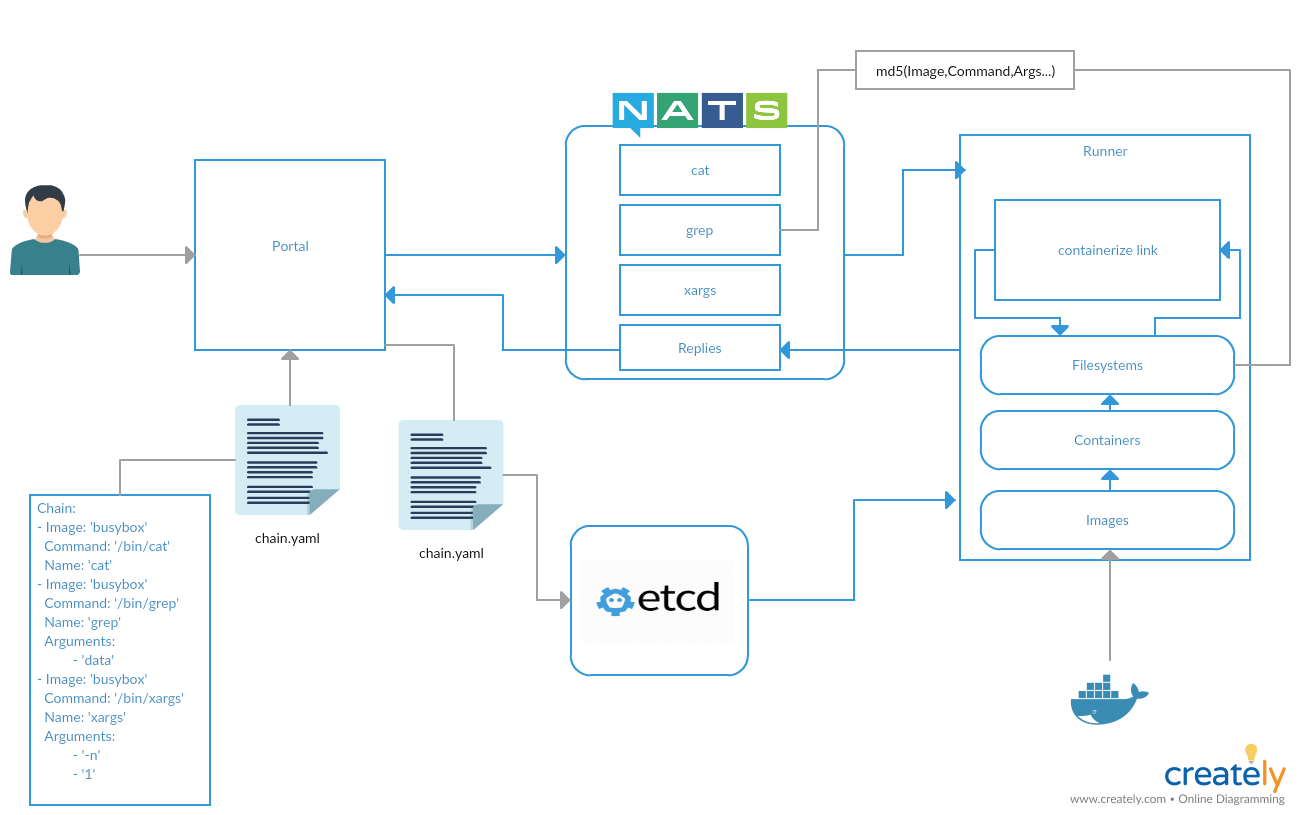 md5(Image,Command,Args...)
NATS
Runner
cat
Portal
grep
containerize link
xargs
Replies
Filesystems
Containers
Images
chain.yaml
chain.yaml
Chain:
- Image: 'busybox'
Command: '/bin/cat'
Name: 'cat'
- Image: 'busybox'
Command: '/bin/grep'
Name: 'grep'
Arguments:
- 'data'
- Image: 'busybox'
Command: '/bin/xargs'
Name: 'xargs'
Arguments:
- '-n'
- '1'
etcd
creately
www.creately.com • Online Diagramming